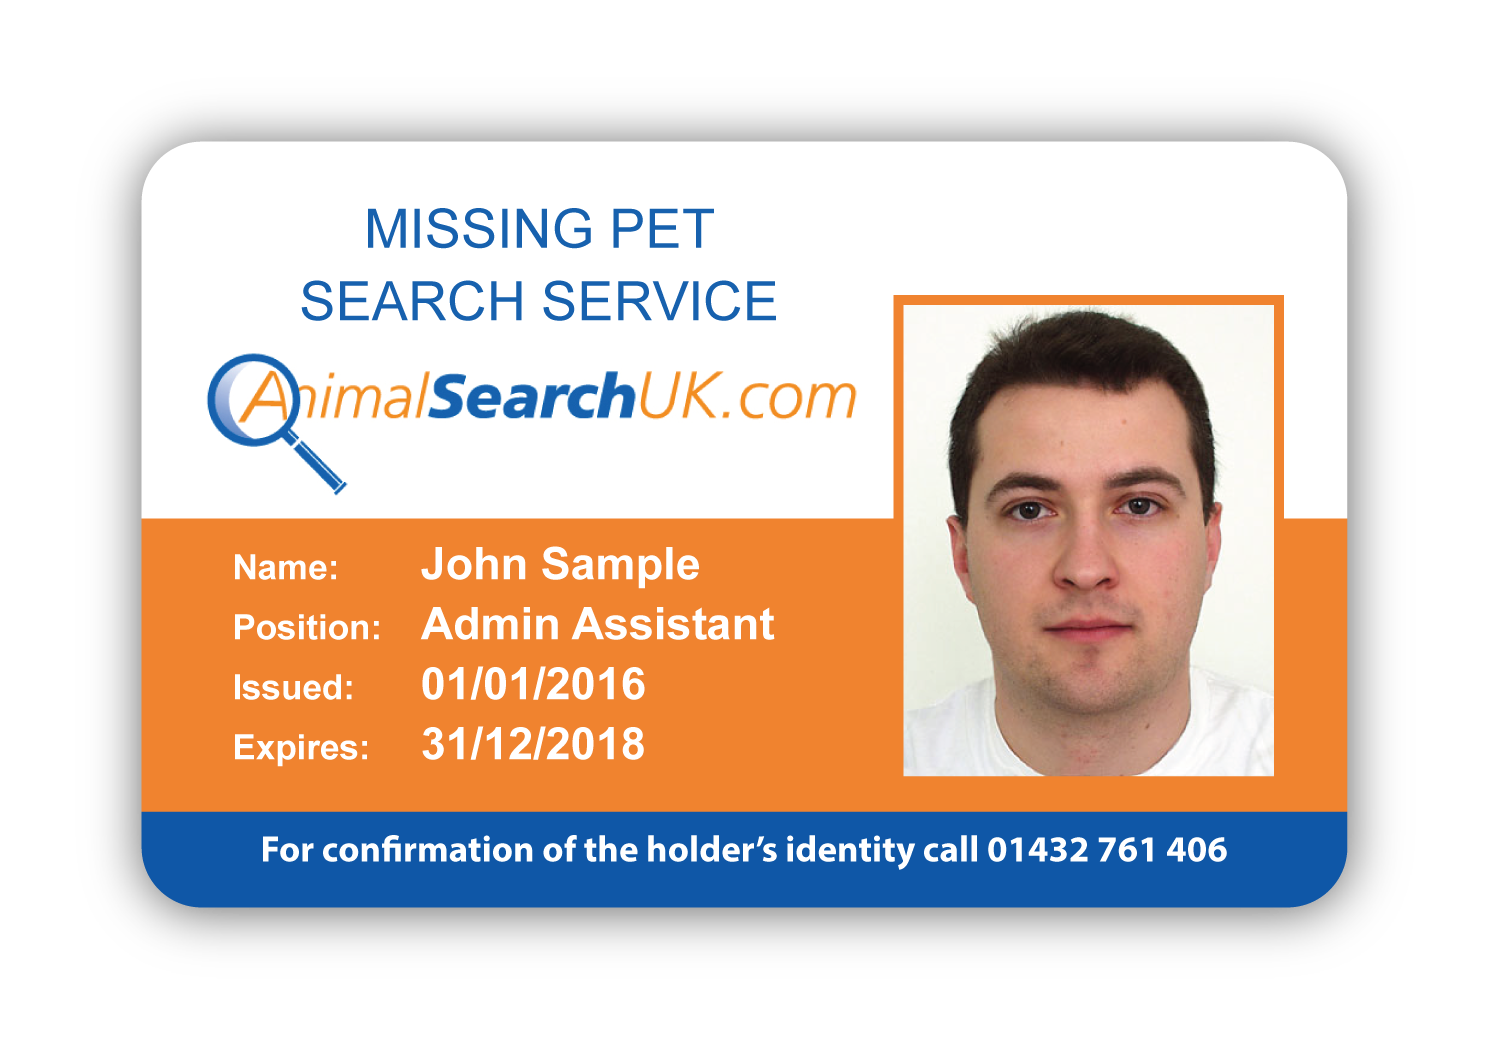 MISSING PET
SEARCH SERVICE
AnimalSearchUK.com
Name: John Sample
Position: Admin Assistant
Issued: 01/01/2016
Expires: 31/12/2018
For confirmation of the holder’s identity call 01432 761 406